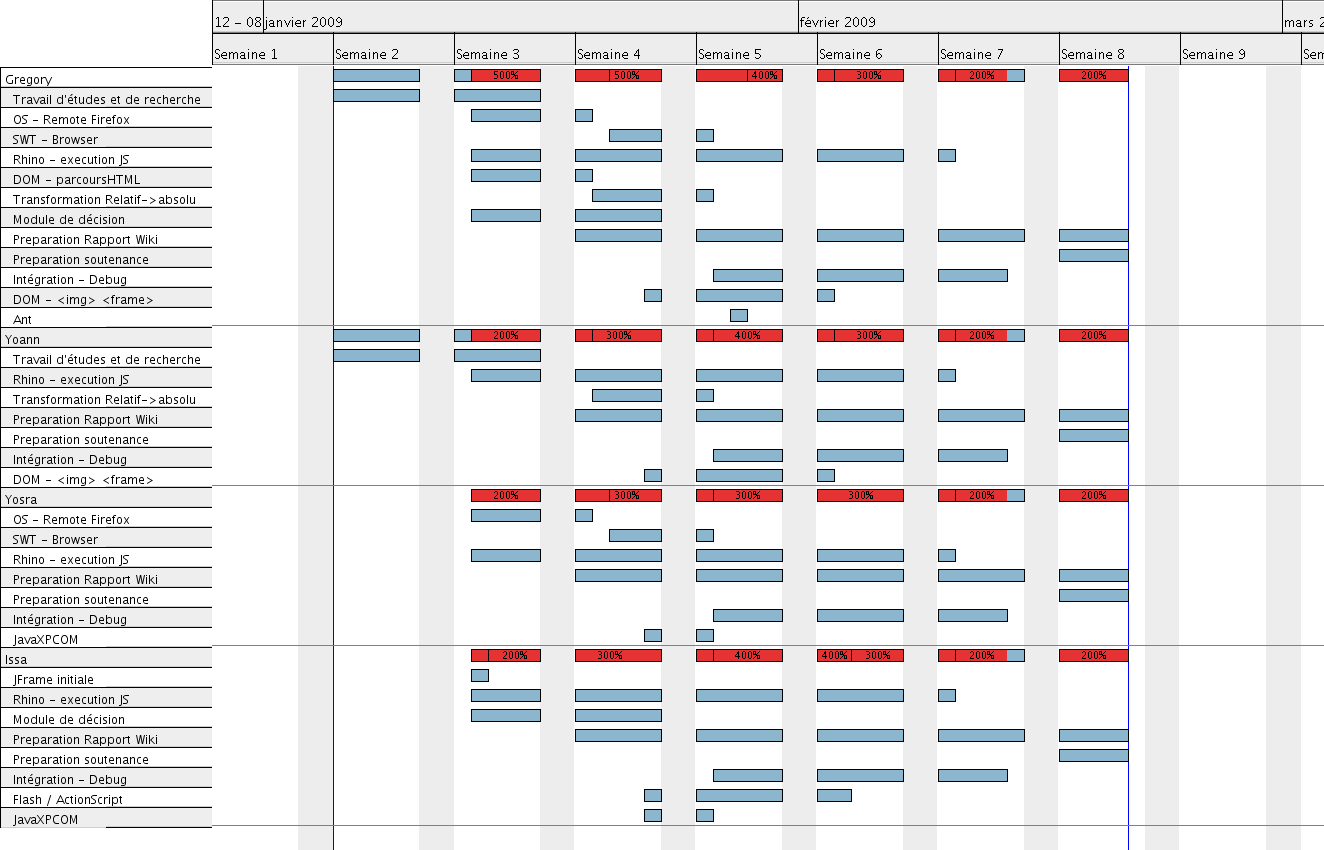 12 - 08 janvier 2009 février 2009 mars 2
Semaine 1 Semaine 2 Semaine 3 Semaine 4 Semaine 5 Semaine 6 Semaine 7 Semaine 8 Semaine 9 Sem
Gregory 500% 500% 400% 300% 200% 200%
Travail d'études et de recherche
OS - Remote Firefox
SWT - Browser
Rhino - execution JS
DOM - parcoursHTML
Transformation Relatif->absolu
Module de décision
Preparation Rapport Wiki
Preparation soutenance
Intégration - Debug
DOM - <img> <frame>
Ant
Yoann 200% 300% 400% 300% 200% 200%
Travail d'études et de recherche
Rhino - execution JS
Transformation Relatif->absolu
Preparation Rapport Wiki
Preparation soutenance
Intégration - Debug
DOM - <img> <frame>
Yosra 200% 300% 300% 300% 200% 200%
OS - Remote Firefox
SWT - Browser
Rhino - execution JS
Preparation Rapport Wiki
Preparation soutenance
Intégration - Debug
JavaXPCOM
Issa 200% 300% 400% 400% 300% 200% 200%
JFrame initiale
Rhino - execution JS
Module de décision
Preparation Rapport Wiki
Preparation soutenance
Intégration - Debug
Flash / ActionScript
JavaXPCOM